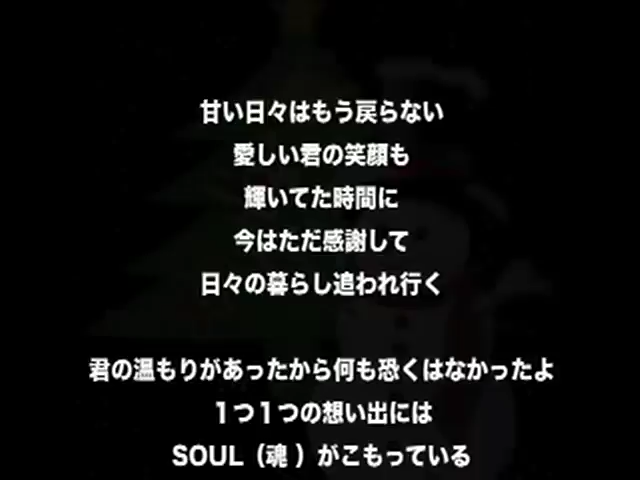 甘い日々はもう戻らない
愛しい君の笑顔も
輝いてた時間に
今はただ感謝して
日々の暮らし追われ行く
君の温もりがあったから何も恐くはなかったよ
１つ１つの想い出には
SOUL（魂）がこもっている